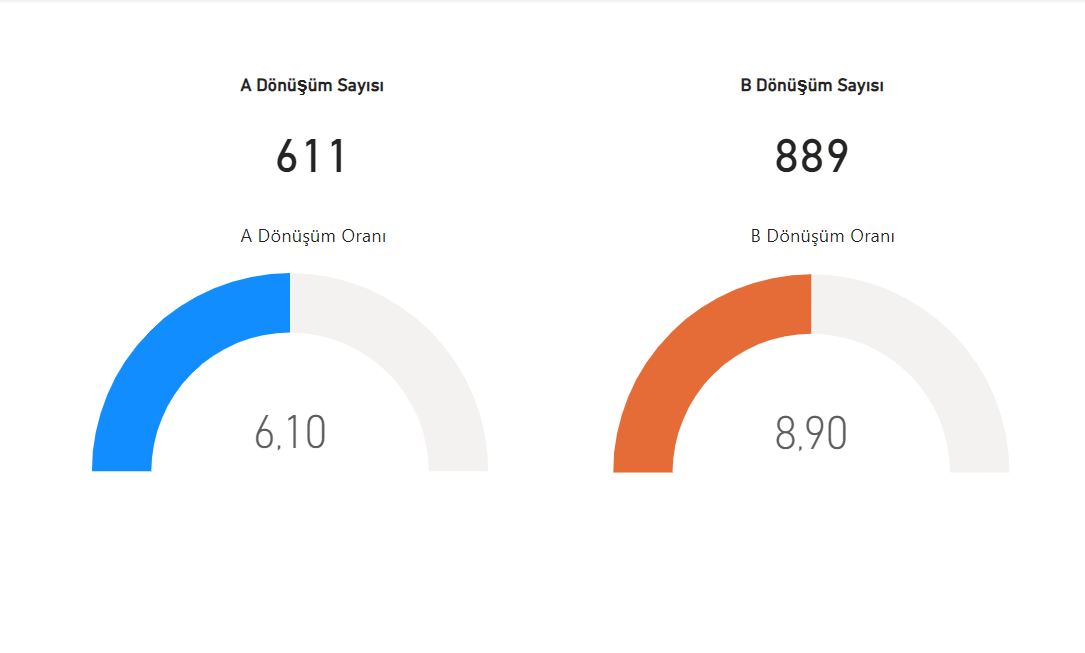 A Dönüşüm Sayısı
611
A Dönüşüm Oranı
6,10
B Dönüşüm Sayısı
889
B Dönüşüm Oranı
8,90